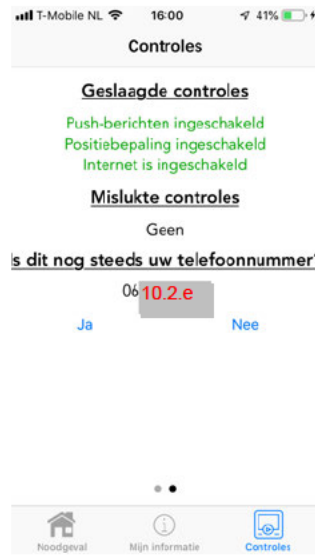 T-Mobile NL 16:00 41%
Controles
Geslaagde controles
Push-berichten ingeschakeld
Positiebepaling ingeschakeld
Internet is ingeschakeld
Mislukte controles
Geen
Is dit nog steeds uw telefoonnummer?
06 10.2.e
Ja Nee
Noodgeval Mijn informatie Controles